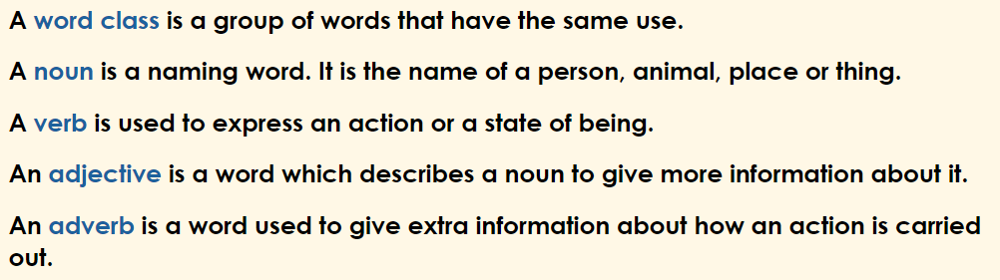 A word class is a group of words that have the same use.
A noun is a naming word. It is the name of a person, animal, place or thing.
A verb is used to express an action or a state of being.
An adjective is a word which describes a noun to give more information about it.
An adverb is a word used to give extra information about how an action is carried
out.